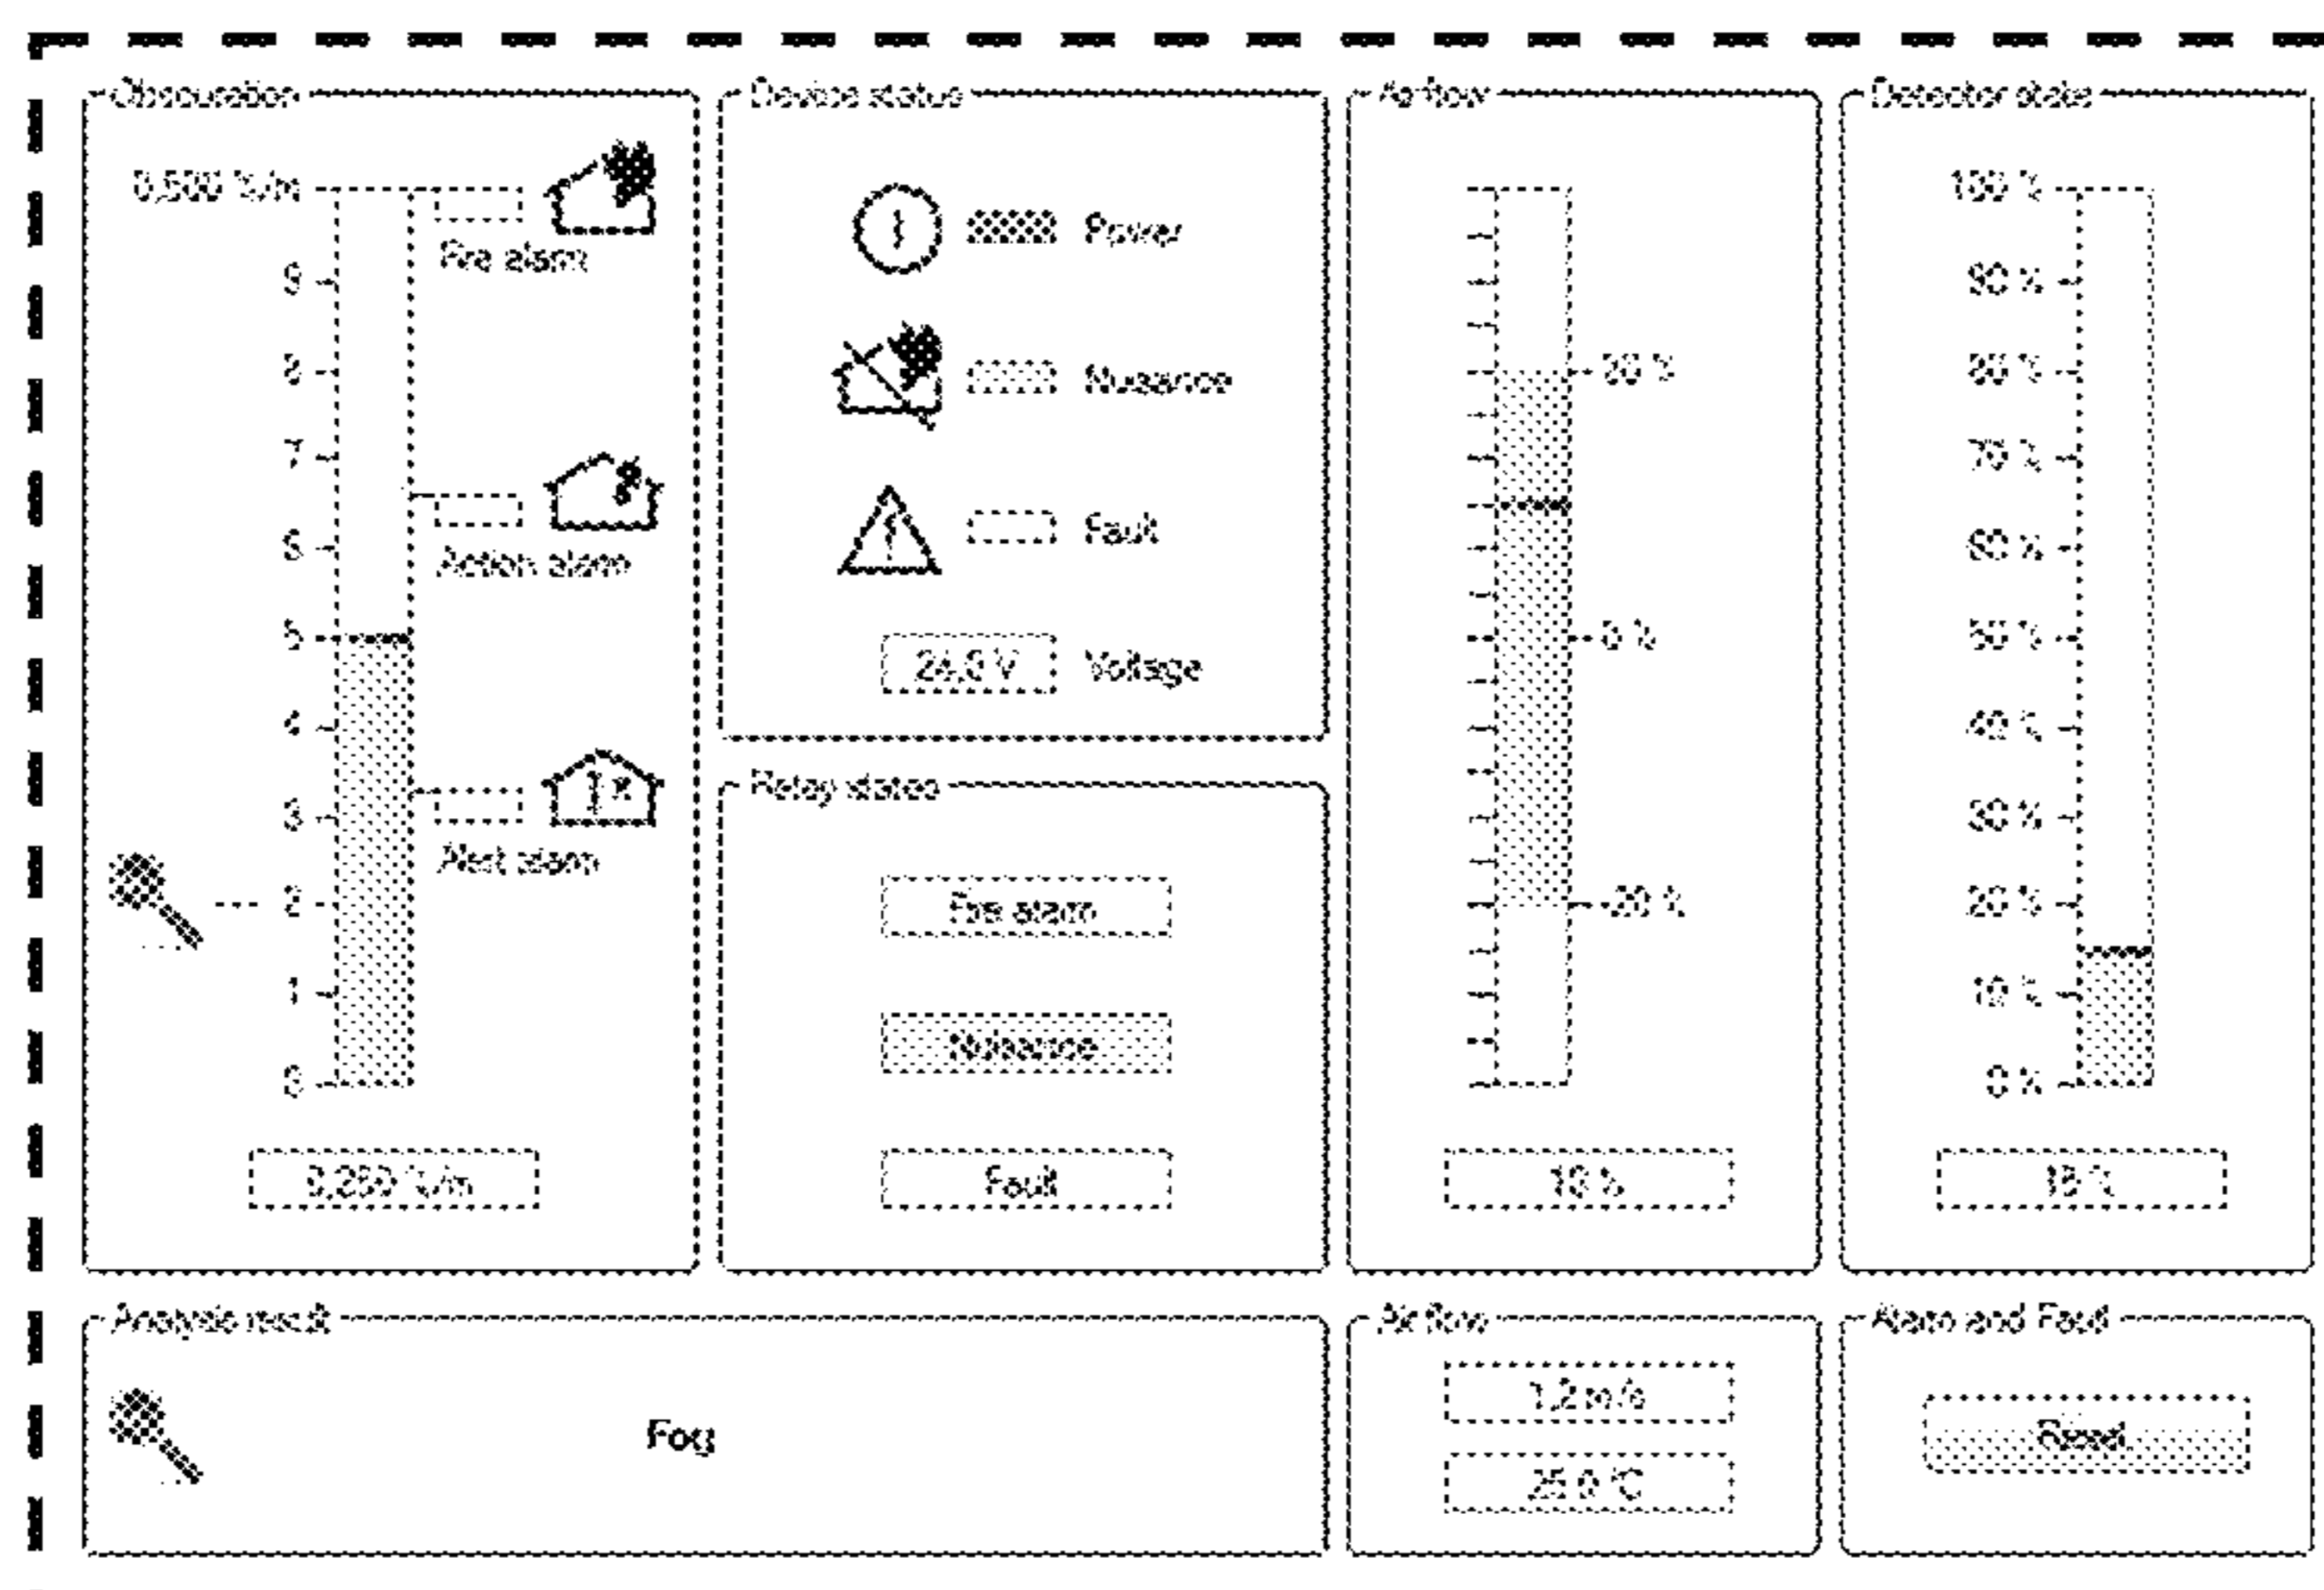 Obscuration
0,500 %/m
9
8
7
6
5
4
3
2
1
0
Fire alarm
Action alarm
Alert alarm
0,250 %/m
Device status
Power
Nuisance
Fault
24,0 V Voltage
Relay states
Fire alarm
Nuisance
Fault
Airflow
20 %
0 %
-20 %
10 %
Detector state
100 %
90 %
80 %
70 %
60 %
50 %
40 %
30 %
20 %
10 %
0 %
15 %
Analysis result
Fog
Air flow
1,2 m/s
25.0 °C
Alarm and Fault
Reset